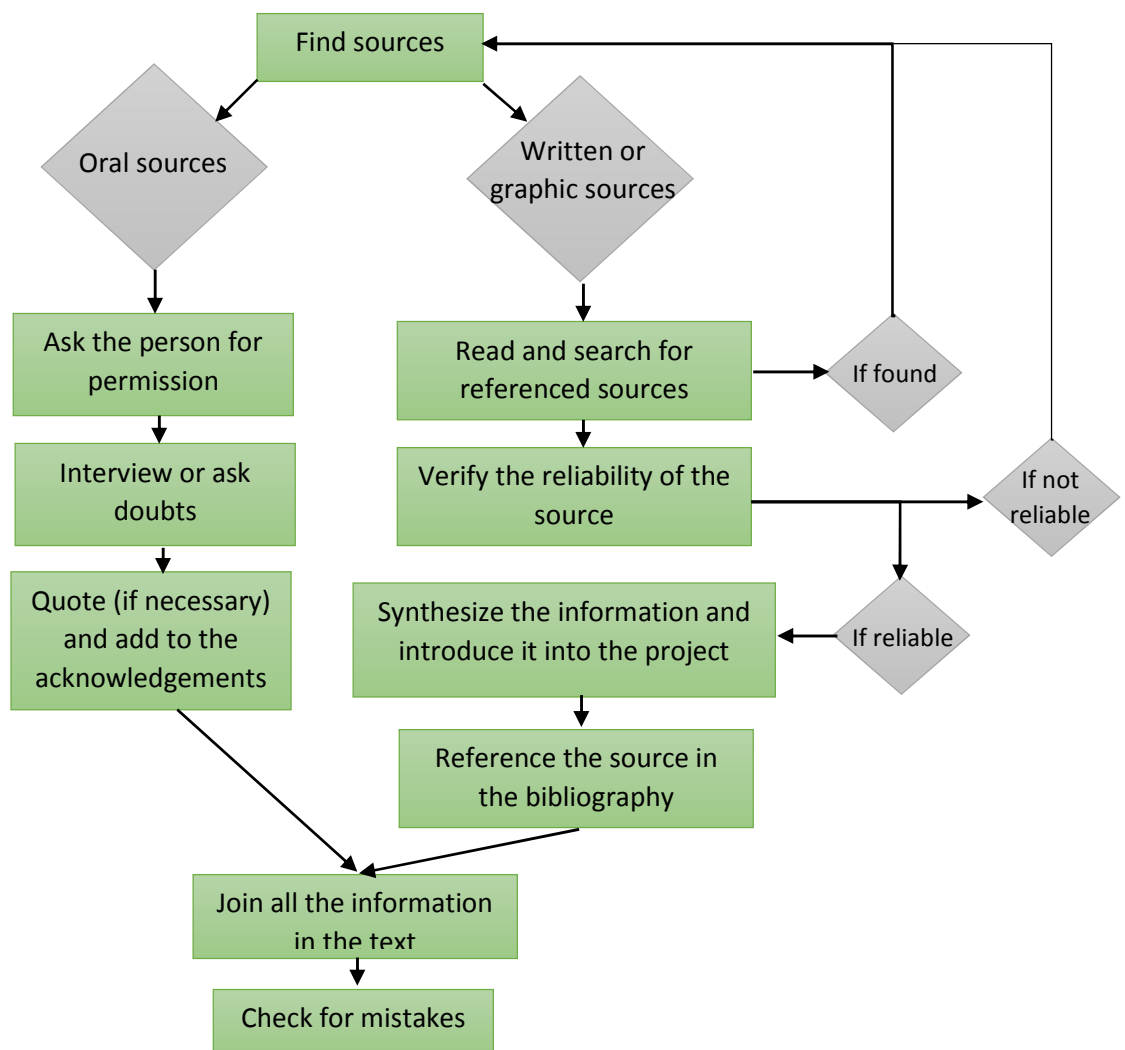 Find sources
Oral sources
Written or
graphic sources
Ask the person for
permission
Read and search for
referenced sources
If found
Interview or ask
doubts
Verify the reliability of the
source
If not
reliable
Quote (if necessary)
and add to the
acknowledgements
Synthesize the information and
introduce it into the project
If reliable
Reference the source in
the bibliography
Join all the information
in the text
Check for mistakes